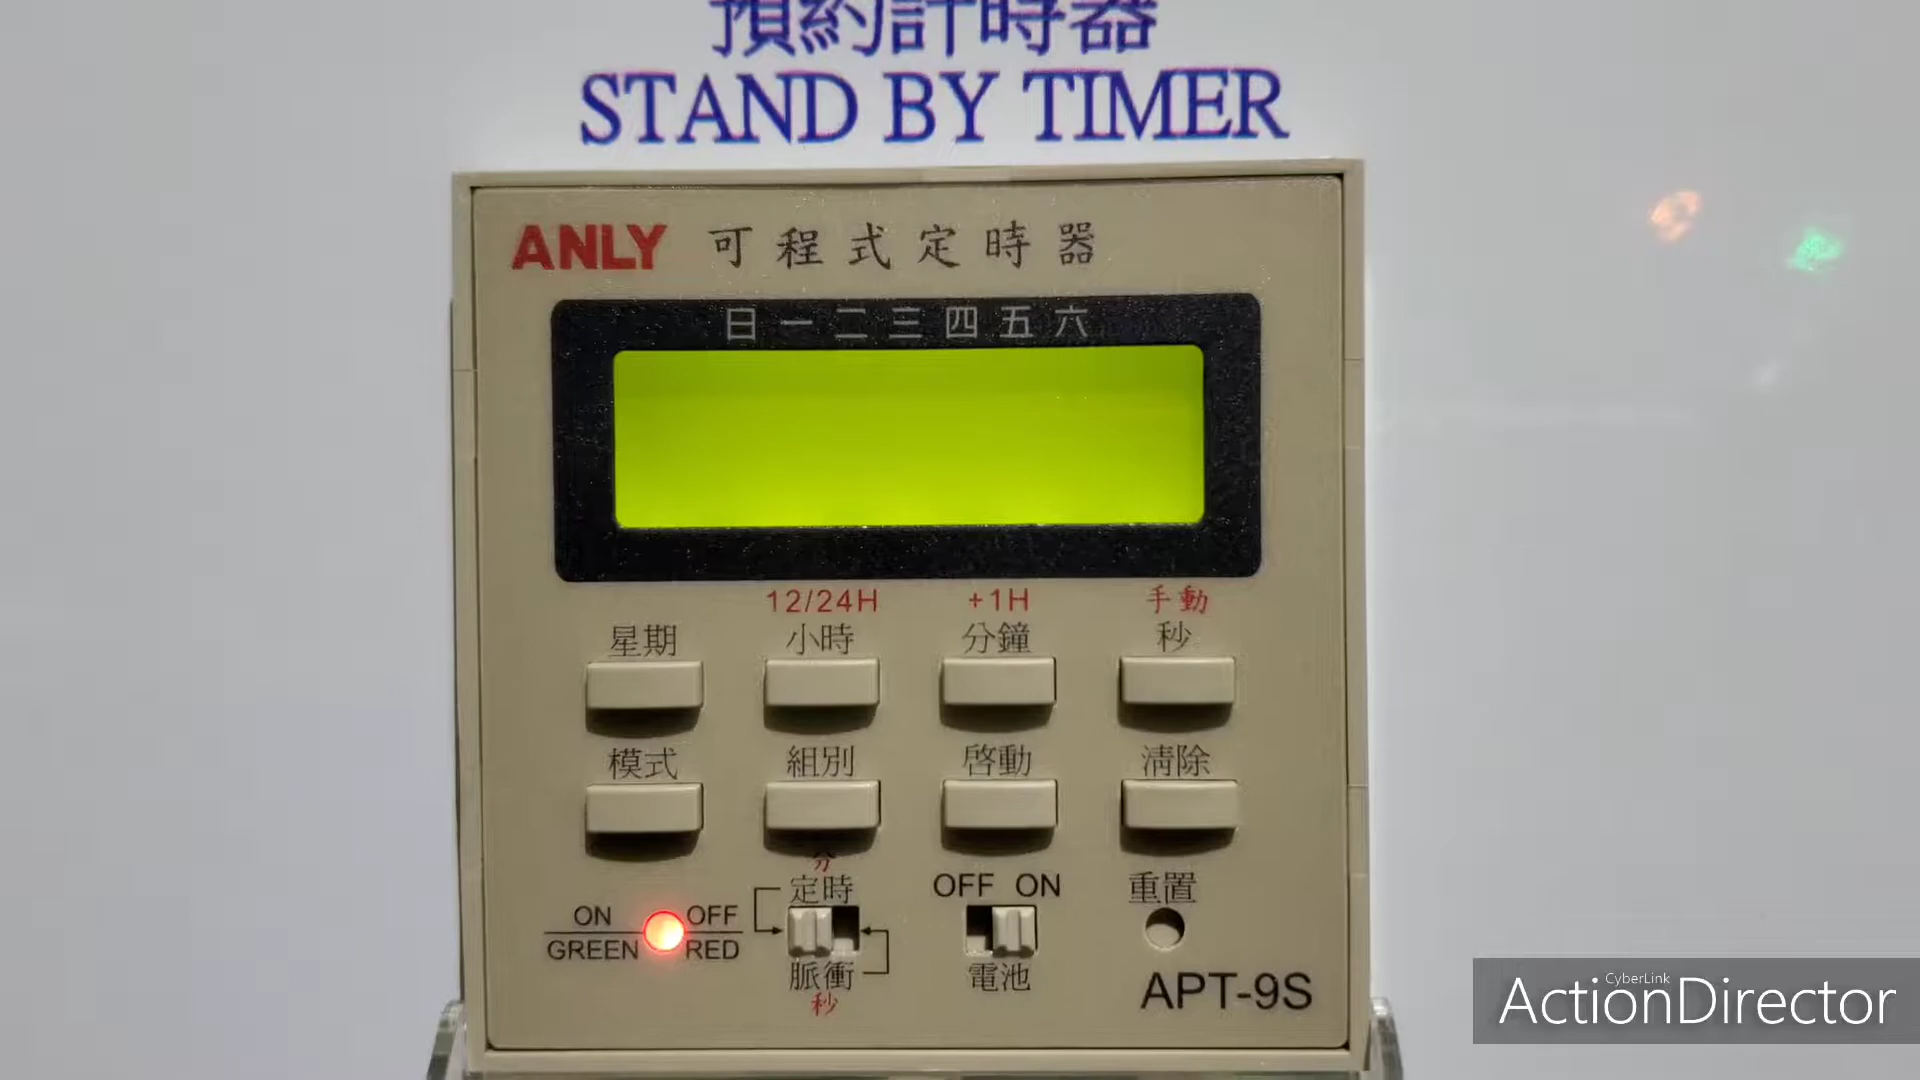 預約計時器
STAND BY TIMER
ANLY 可程式定時器
日 一 二 三 四 五 六
12/24H +1H 手動
星期 小時 分鐘 秒
模式 組別 啓動 清除
分
定時 OFF ON 重置
ON OFF
GREEN RED
脈衝 電池
秒
APT-9S
CyberLink
ActionDirector